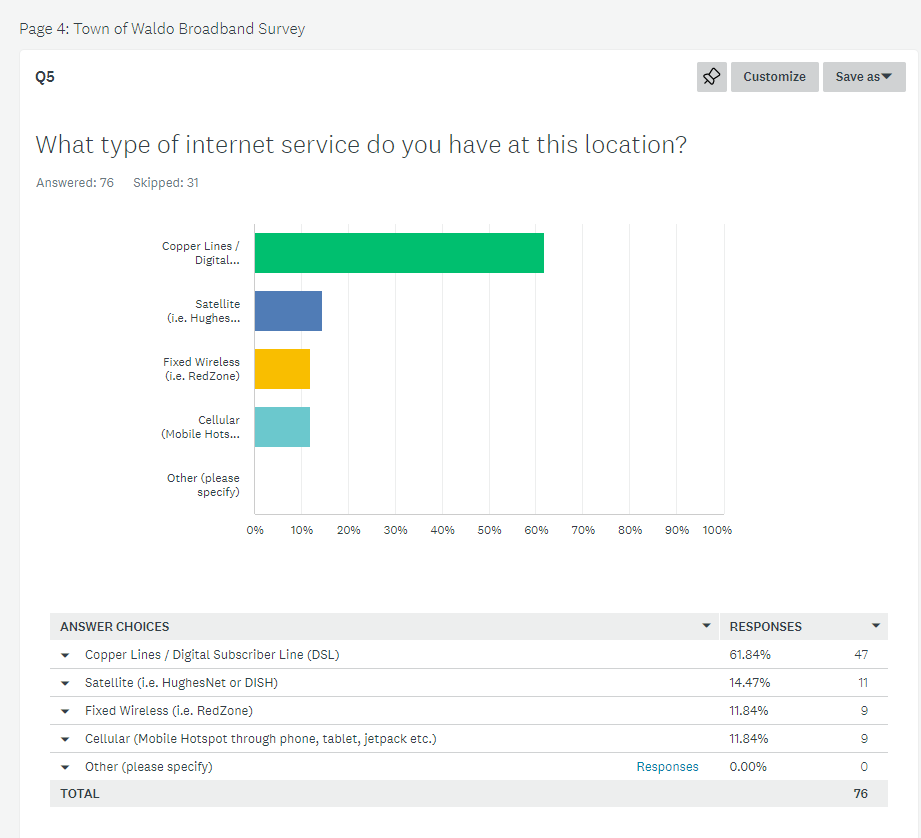 Page 4: Town of Waldo Broadband Survey
Q5
Customize
Save as
What type of internet service do you have at this location?
Answered: 76 Skipped: 31
Copper Lines /
Digital...
Satellite
(i.e. Hughes...
Fixed Wireless
(i.e. RedZone)
Cellular
(Mobile Hots...
Other (please
specify)
0% 10% 20% 30% 40% 50% 60% 70% 80% 90% 100%
ANSWER CHOICES RESPONSES
Copper Lines / Digital Subscriber Line (DSL) 61.84% 47
Satellite (i.e. HughesNet or DISH) 14.47% 11
Fixed Wireless (i.e. RedZone) 11.84% 9
Cellular (Mobile Hotspot through phone, tablet, jetpack etc.) 11.84% 9
Other (please specify) Responses 0.00% 0
TOTAL 76